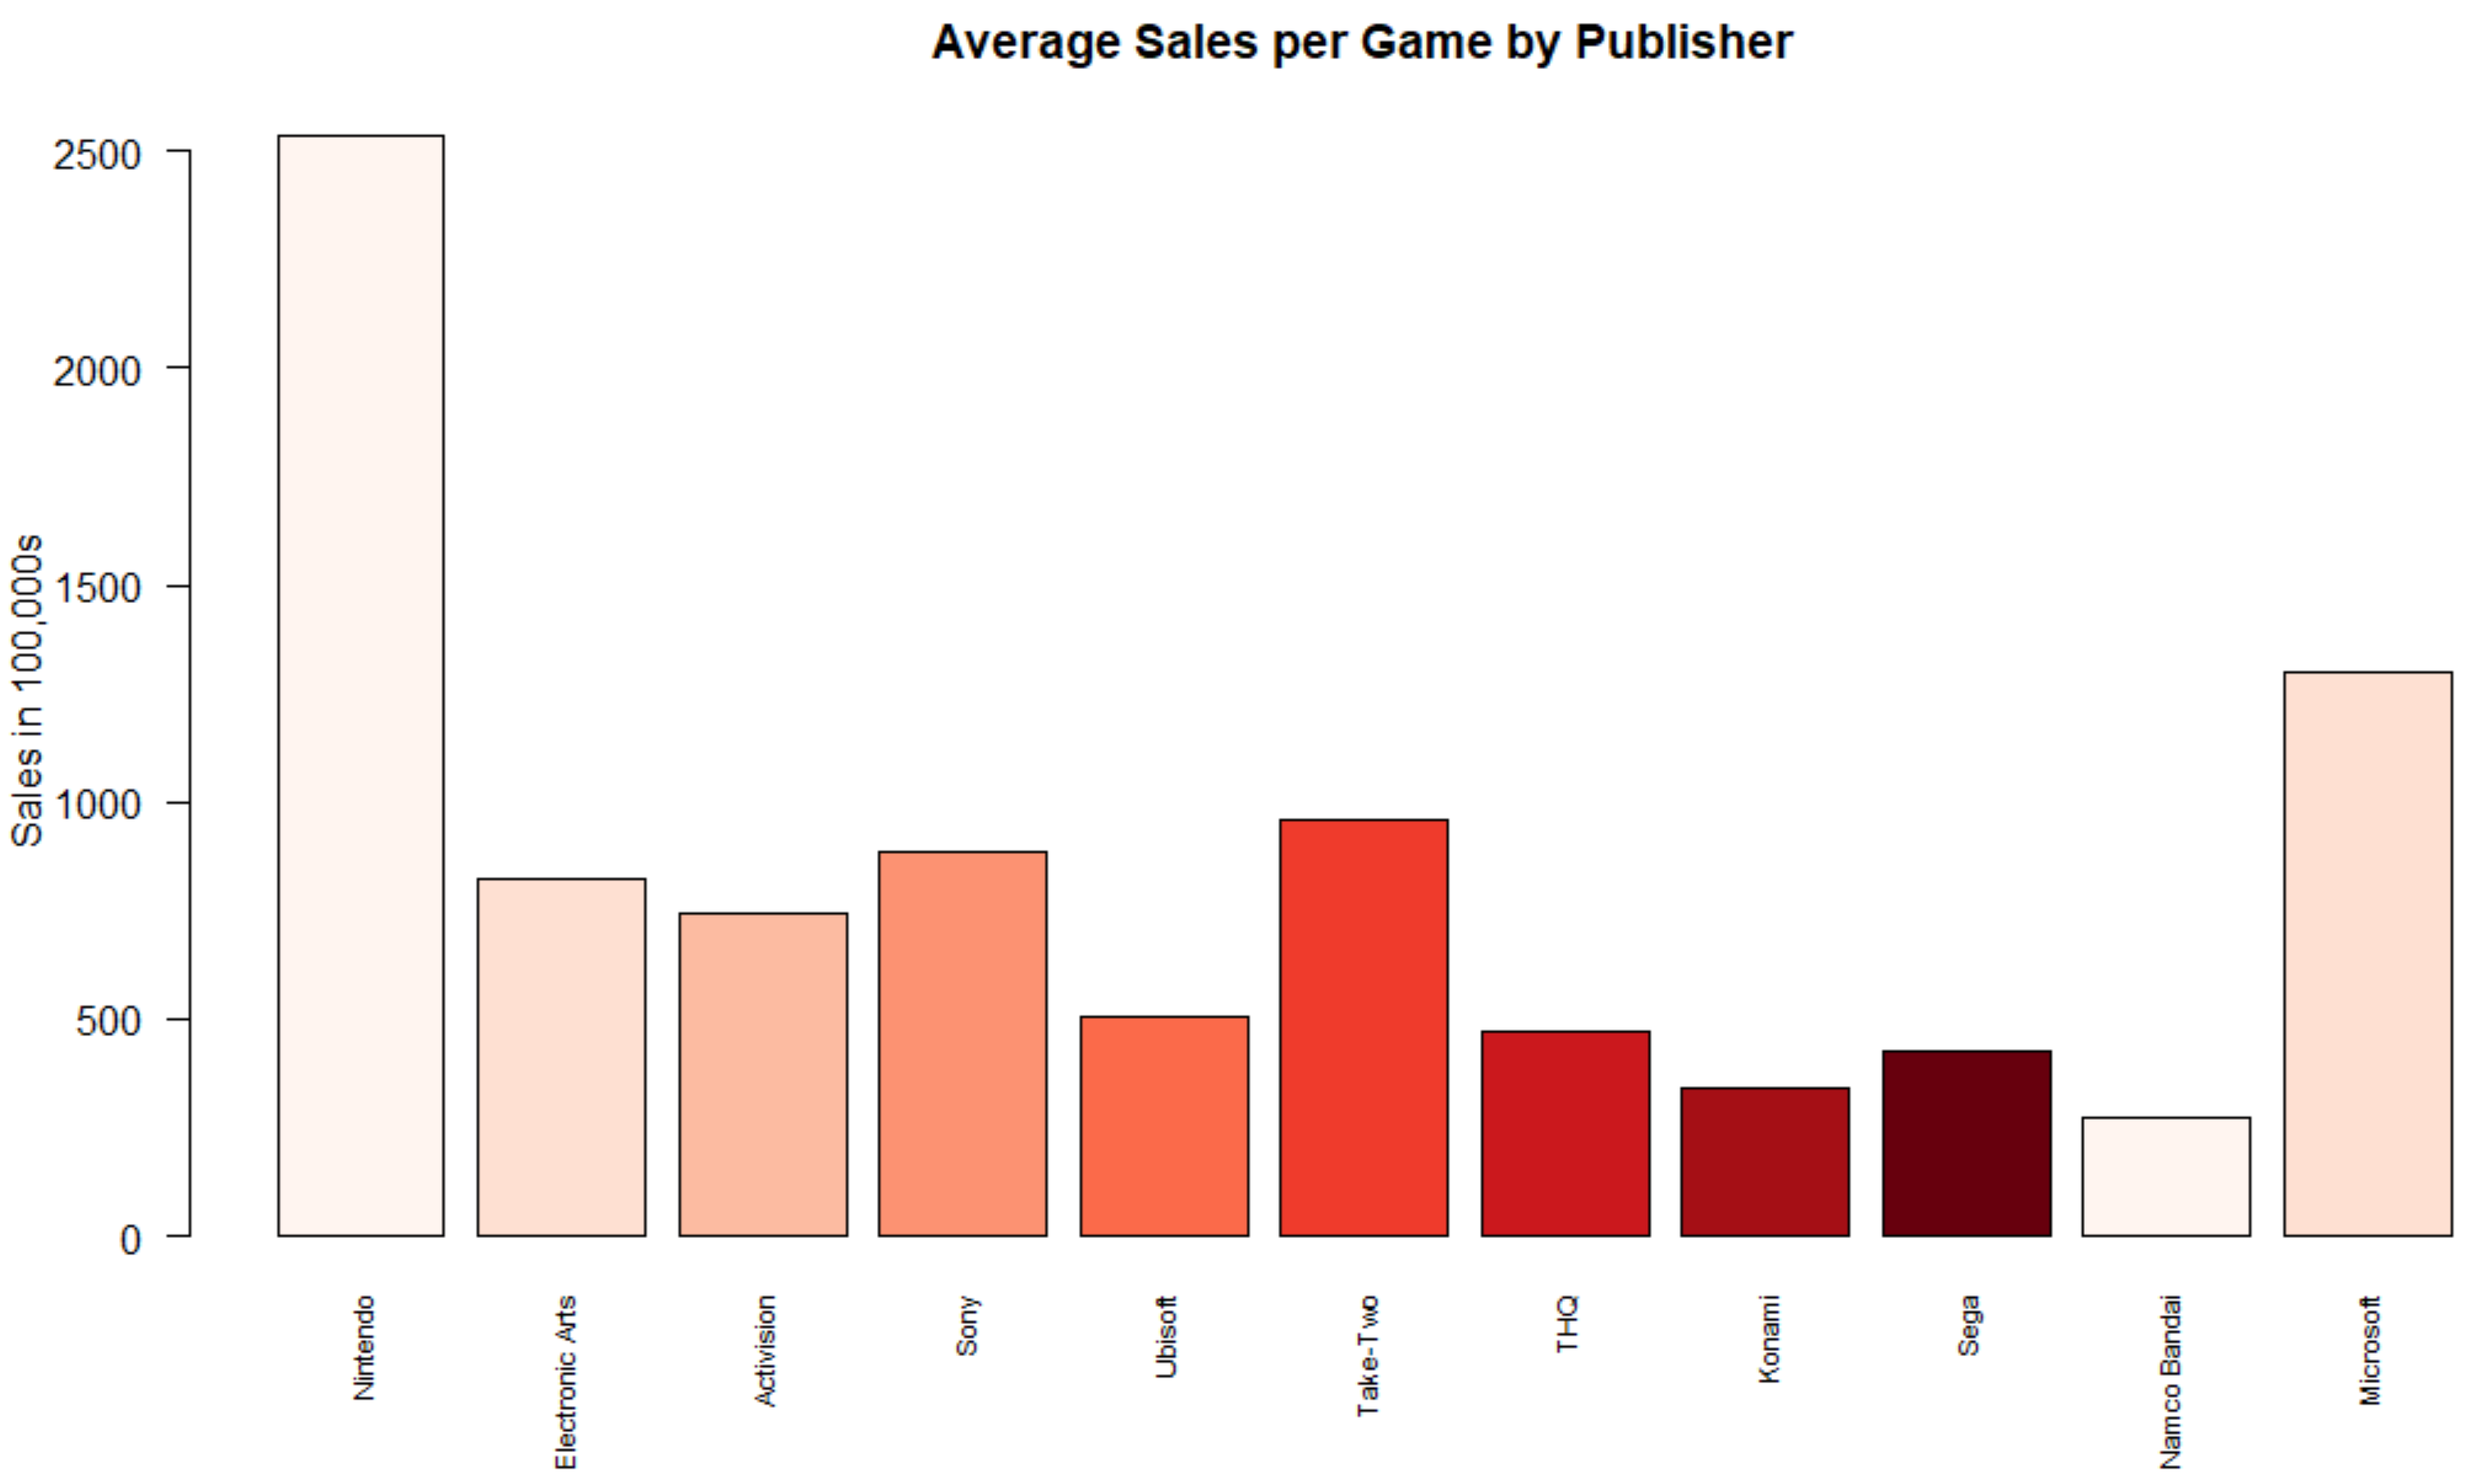 Average Sales per Game by Publisher
Sales in 100,000s
2500
2000
1500
1000
500
0
Nintendo
Electronic Arts
Activision
Sony
Ubisoft
Take-Two
THQ
Konami
Sega
Namco Bandai
Microsoft